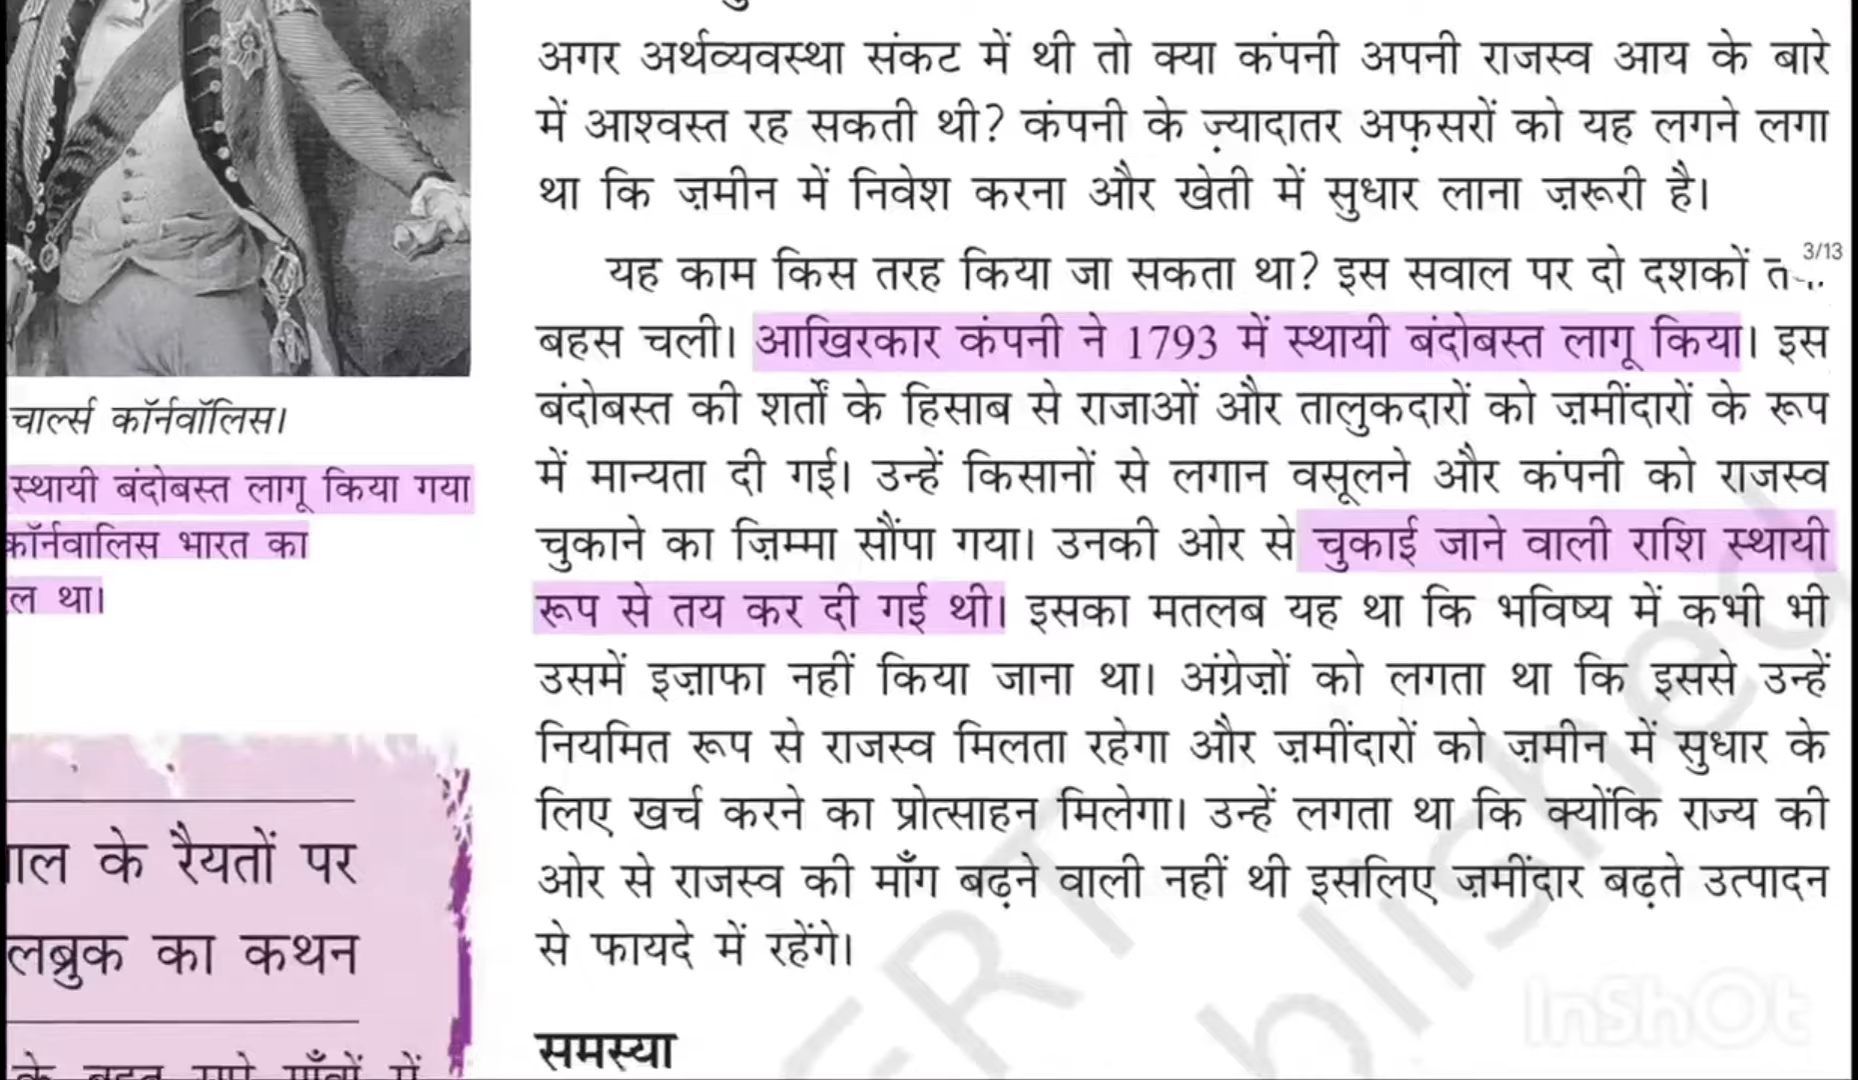 अगर अर्थव्यवस्था संकट में थी तो क्या कंपनी अपनी राजस्व आय के बारे
में आश्वस्त रह सकती थी? कंपनी के ज़्यादातर अफ़सरों को यह लगने लगा
था कि ज़मीन में निवेश करना और खेती में सुधार लाना ज़रूरी है।
यह काम किस तरह किया जा सकता था? इस सवाल पर दो दशकों
3/13
बहस चली। आखिरकार कंपनी ने 1793 में स्थायी बंदोबस्त लागू किया। इस
बंदोबस्त की शर्तों के हिसाब से राजाओं और तालुकदारों को ज़मींदारों के रूप
में मान्यता दी गई। उन्हें किसानों से लगान वसूलने और कंपनी को राजस्व
चुकाने का ज़िम्मा सौंपा गया। उनकी ओर से चुकाई जाने वाली राशि स्थायी
रूप से तय कर दी गई थी। इसका मतलब यह था कि भविष्य में कभी भी
उसमें इज़ाफा नहीं किया जाना था। अंग्रेज़ों को लगता था कि इससे उन्हें
नियमित रूप से राजस्व मिलता रहेगा और ज़मींदारों को ज़मीन में सुधार के
लिए खर्च करने का प्रोत्साहन मिलेगा। उन्हें लगता था कि क्योंकि राज्य की
ओर से राजस्व की माँग बढ़ने वाली नहीं थी इसलिए ज़मींदार बढ़ते उत्पादन
से फायदे में रहेंगे।
समस्या
चार्ल्स कॉर्नवॉलिस।
स्थायी बंदोबस्त लागू किया गया
कॉर्नवालिस भारत का
ल था।
के रैयतों पर
का कथन
InShOt